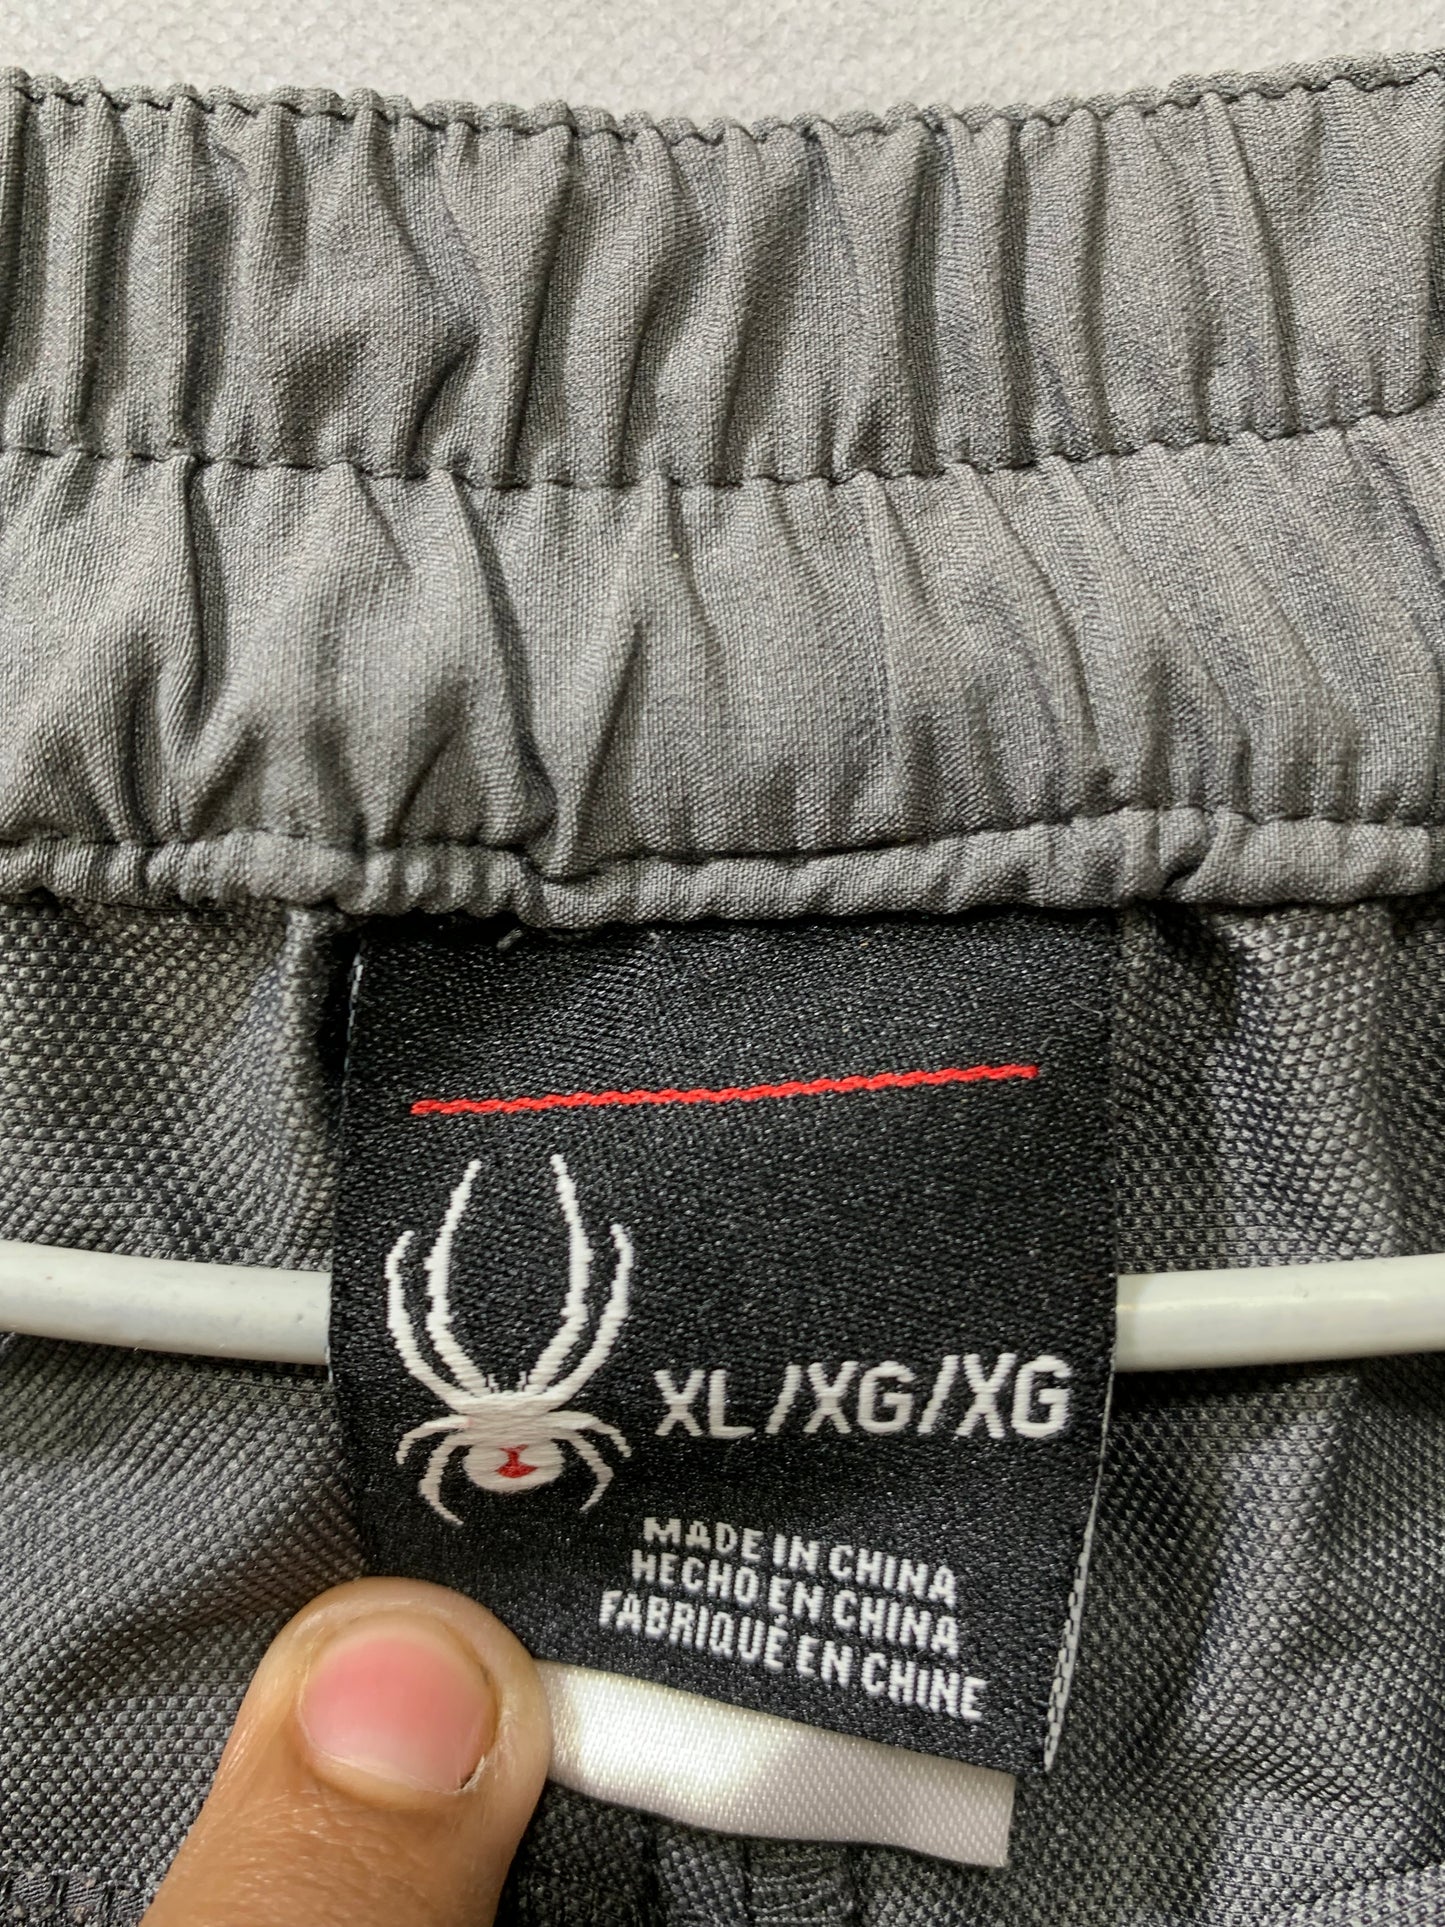 XL/XG/XG
MADE IN CHINA
HECHO EN CHINA
FABRIQUÉ EN CHINE